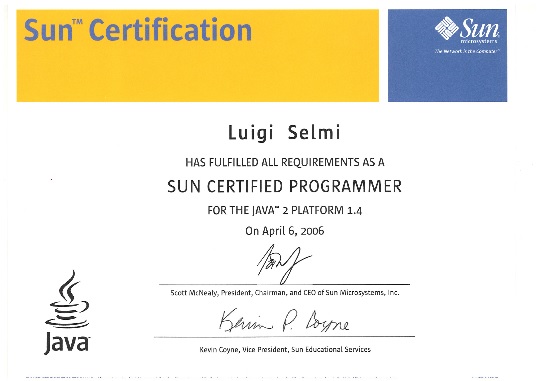 Sun™ Certification
Sun
microsystems
The Network is the Computer™
Luigi Selmi
HAS FULFILLED ALL REQUIREMENTS AS A
SUN CERTIFIED PROGRAMMER
FOR THE JAVA™ 2 PLATFORM 1.4
On April 6, 2006
Scott McNealy, President, Chairman, and CEO of Sun Microsystems, Inc.
Kevin P. Coyne
Kevin Coyne, Vice President, Sun Educational Services
Java